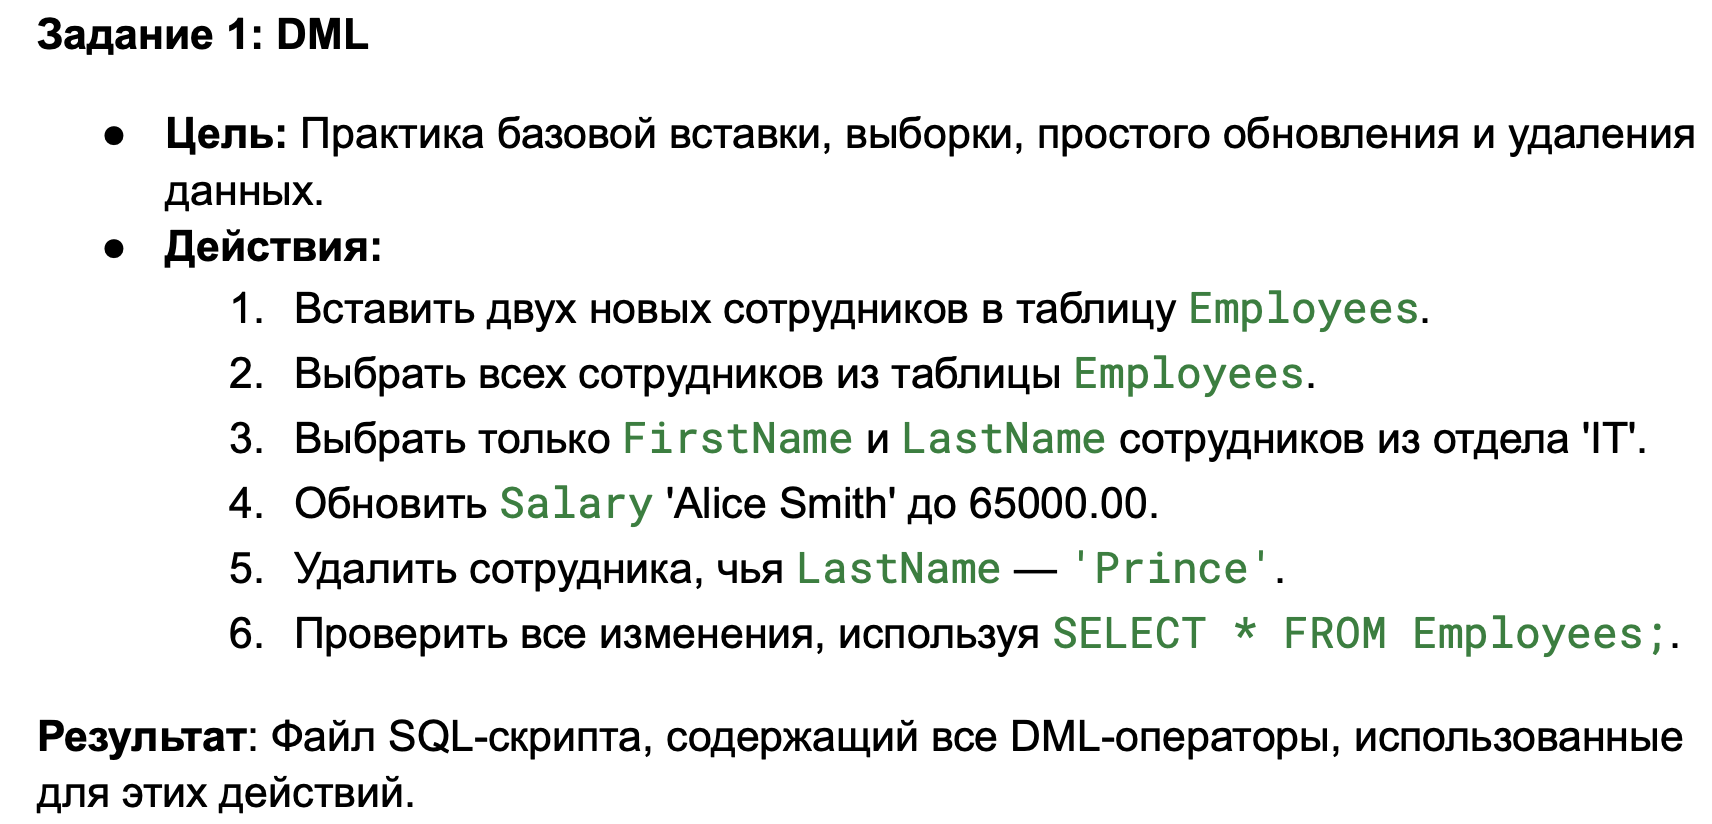 Задание 1: DML
● Цель: Практика базовой вставки, выборки, простого обновления и удаления
данных.
● Действия:
1. Вставить двух новых сотрудников в таблицу Employees.
2. Выбрать всех сотрудников из таблицы Employees.
3. Выбрать только FirstName и LastName сотрудников из отдела 'IT'.
4. Обновить Salary 'Alice Smith' до 65000.00.
5. Удалить сотрудника, чья LastName — 'Prince'.
6. Проверить все изменения, используя SELECT * FROM Employees;.
Результат: Файл SQL-скрипта, содержащий все DML-операторы, использованные
для этих действий.